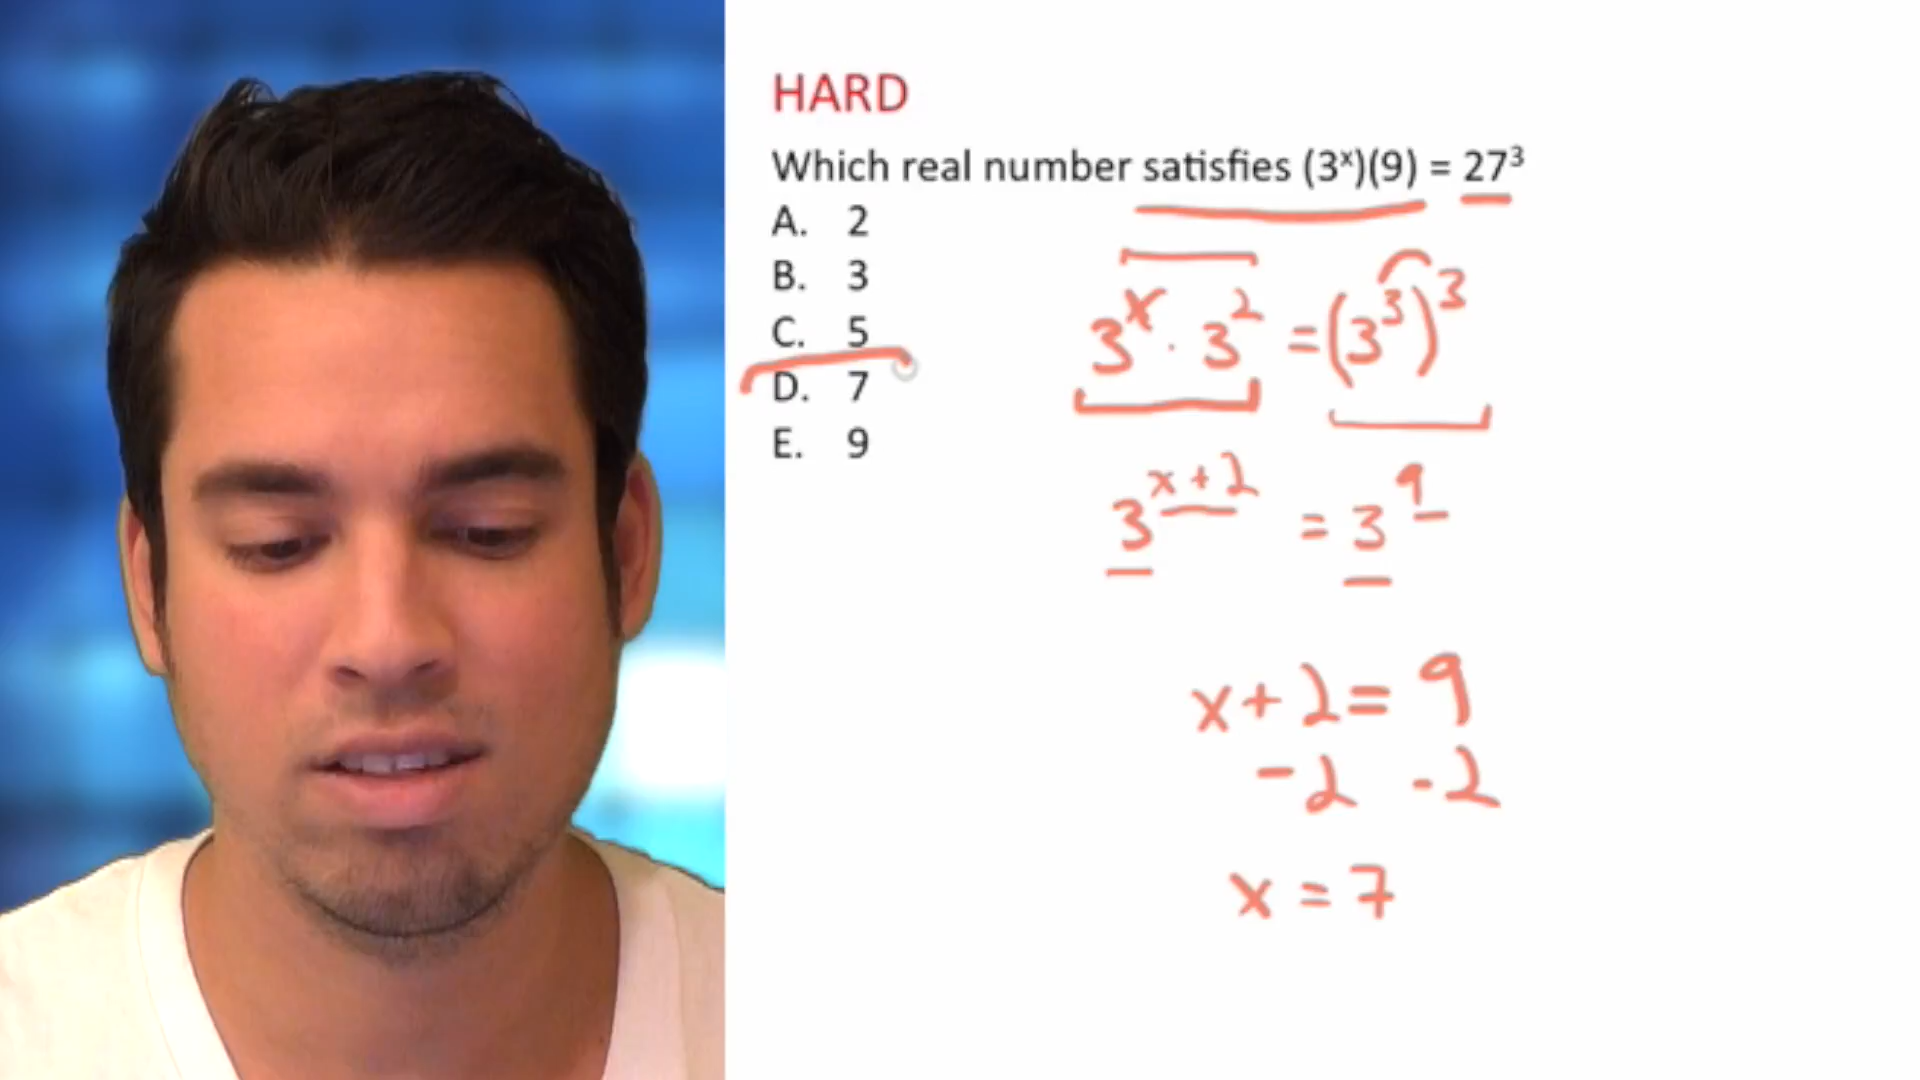 HARD
Which real number satisfies (3ˣ)(9) = 27³
A. 2
B. 3
C. 5
D. 7
E. 9
3ˣ · 3² = (3³)³
3ˣ⁺² = 3⁹
x + 2 = 9
- 2 - 2
x = 7